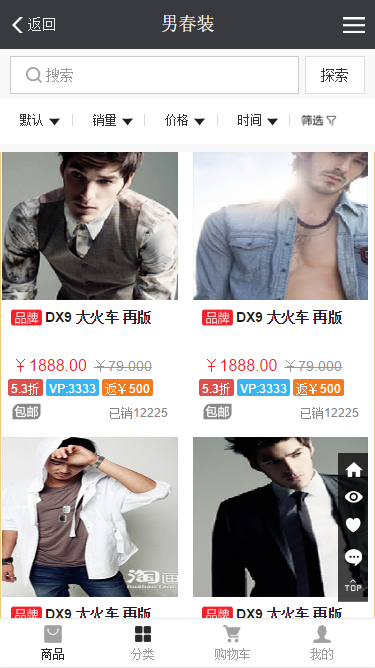 返回
男春装
搜索
探索
默认 销量 价格 时间 筛选
品牌 DX9 大火车 再版
品牌 DX9 大火车 再版
￥1888.00 ￥79.000
￥1888.00 ￥79.000
5.3折 VP:3333 返￥500
5.3折 VP:3333 返￥500
包邮 已销12225
包邮 已销12225
TOP
品牌 DX9 大火车 再版
品牌 DX9 大火车 再版
商品 分类 购物车 我的